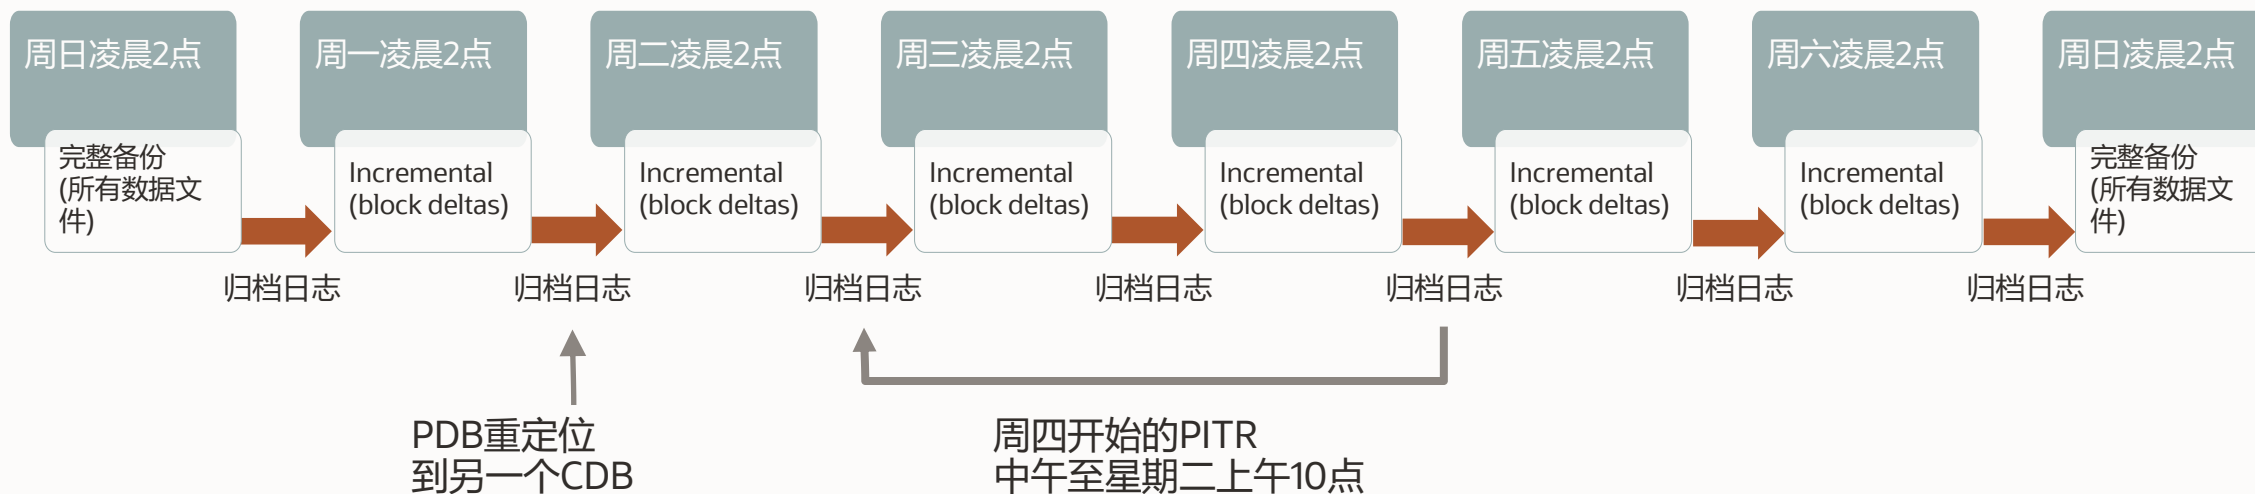 周日凌晨2点
周一凌晨2点
周二凌晨2点
周三凌晨2点
周四凌晨2点
周五凌晨2点
周六凌晨2点
周日凌晨2点
完整备份
(所有数据文
件)
Incremental
(block deltas)
Incremental
(block deltas)
Incremental
(block deltas)
Incremental
(block deltas)
Incremental
(block deltas)
Incremental
(block deltas)
完整备份
(所有数据文
件)
归档日志
归档日志
归档日志
归档日志
归档日志
归档日志
归档日志
PDB重定位
到另一个CDB
周四开始的PITR
中午至星期二上午10点